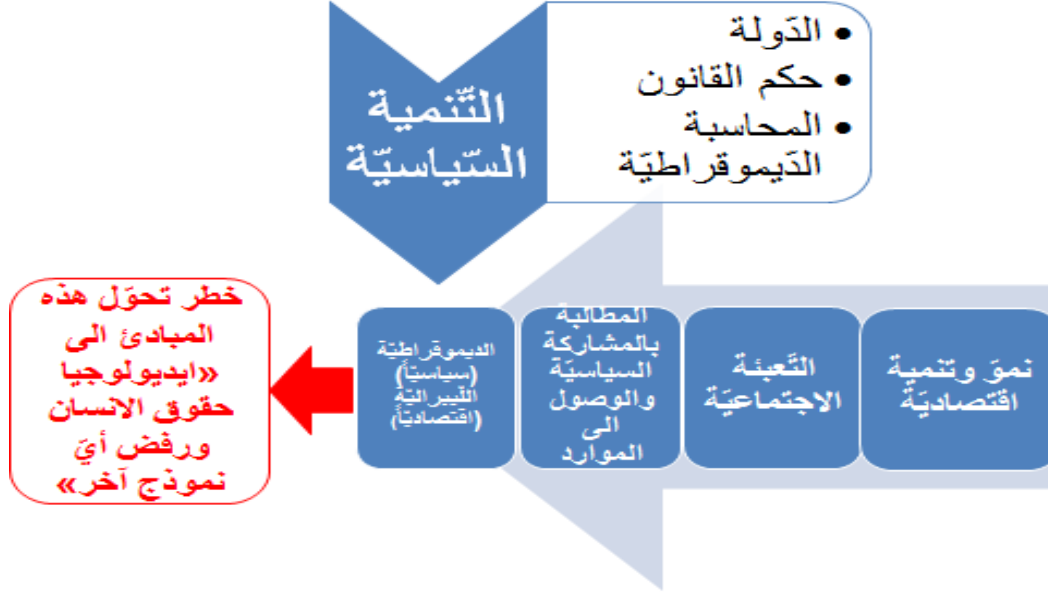 التّنمية
السّياسيّة
• الدّولة
• حكم القانون
• المحاسبة
الدّيموقراطيّة
نموّ وتنمية
اقتصاديّة
التّعبئة
الاجتماعيّة
المطالبة
بالمشاركة
السياسيّة
والوصول
الى
الموارد
الديموقراطيّة
(سياسيّاً)
اللّيبراليّة
(اقتصاديّاً)
خطر تحوّل هذه
المبادئ الى
«ايديولوجيا
حقوق الانسان
ورفض أيّ
نموذج آخر»